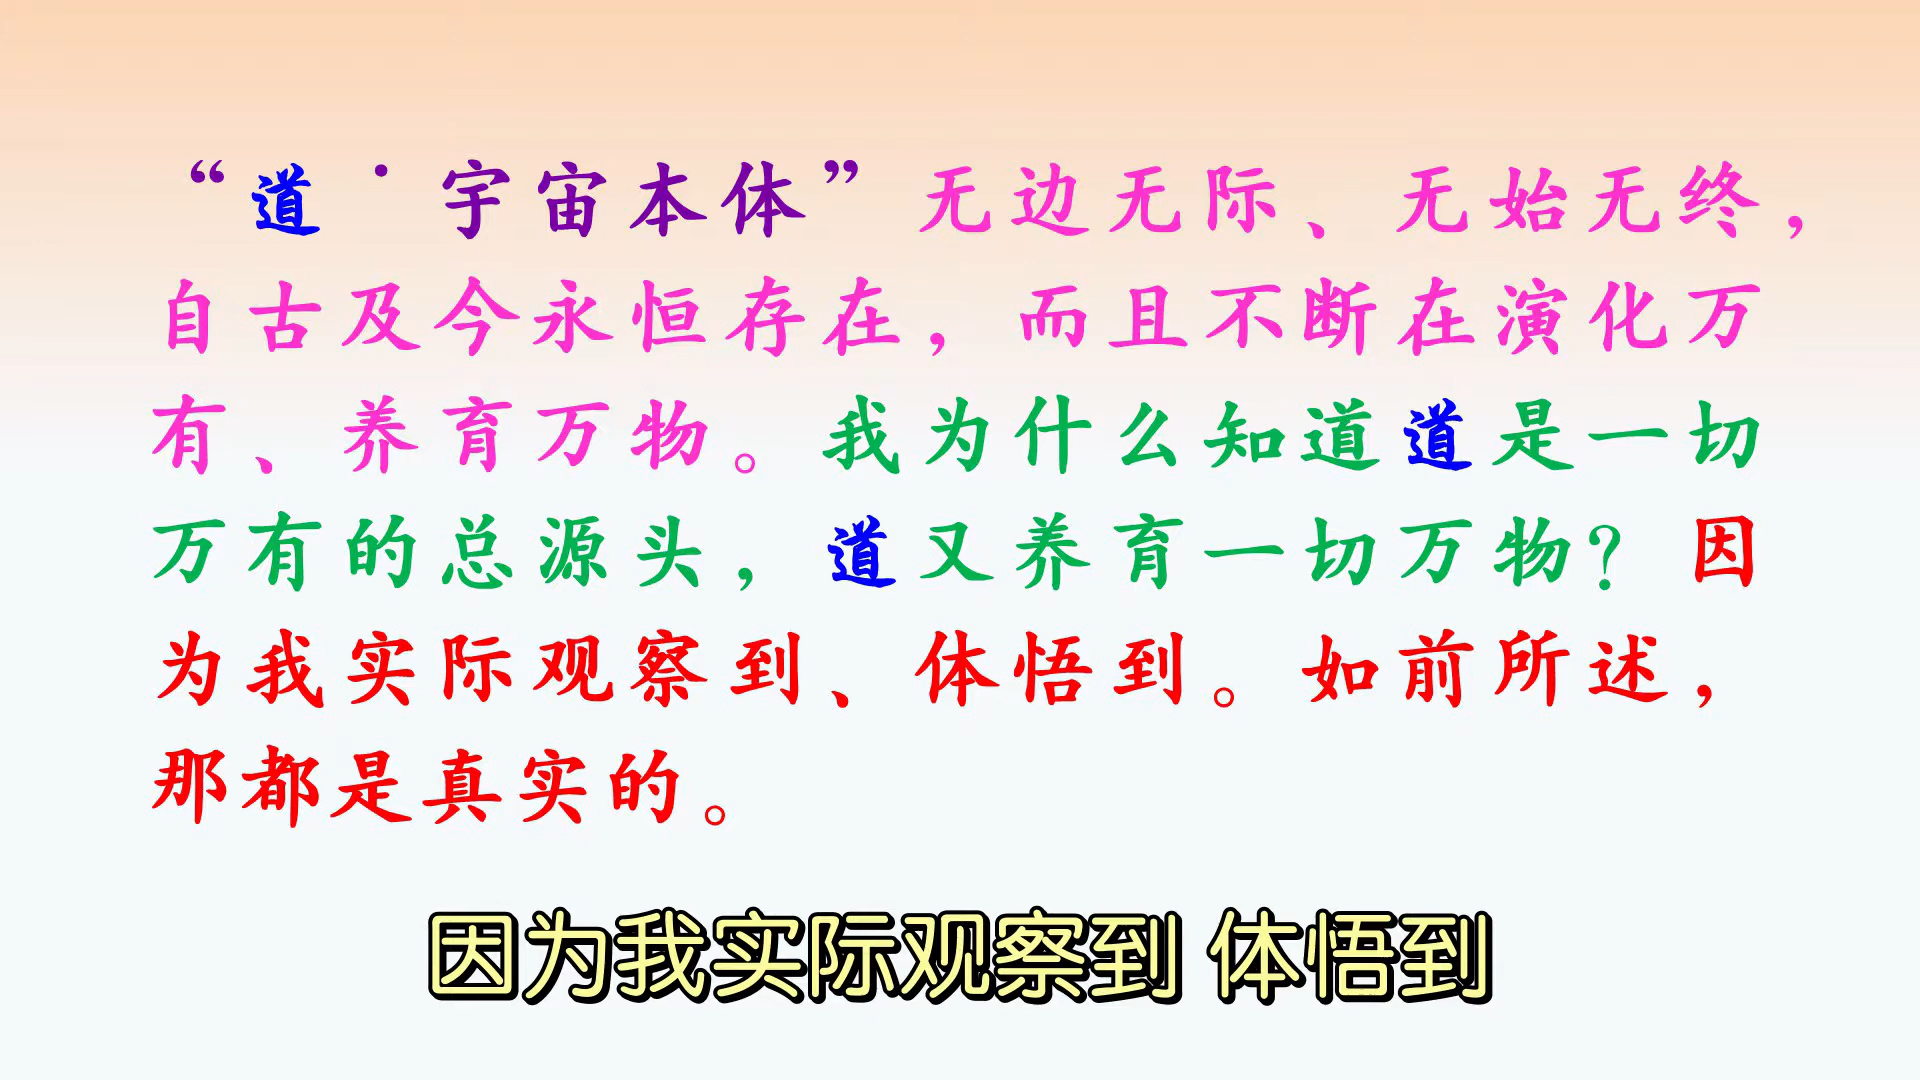 “道·宇宙本体”无边无际、无始无终，
自古及今永恒存在，而且不断在演化万
有、养育万物。我为什么知道道是一切
万有的总源头，道又养育一切万物？因
为我实际观察到、体悟到。如前所述，
那都是真实的。
因为我实际观察到 体悟到